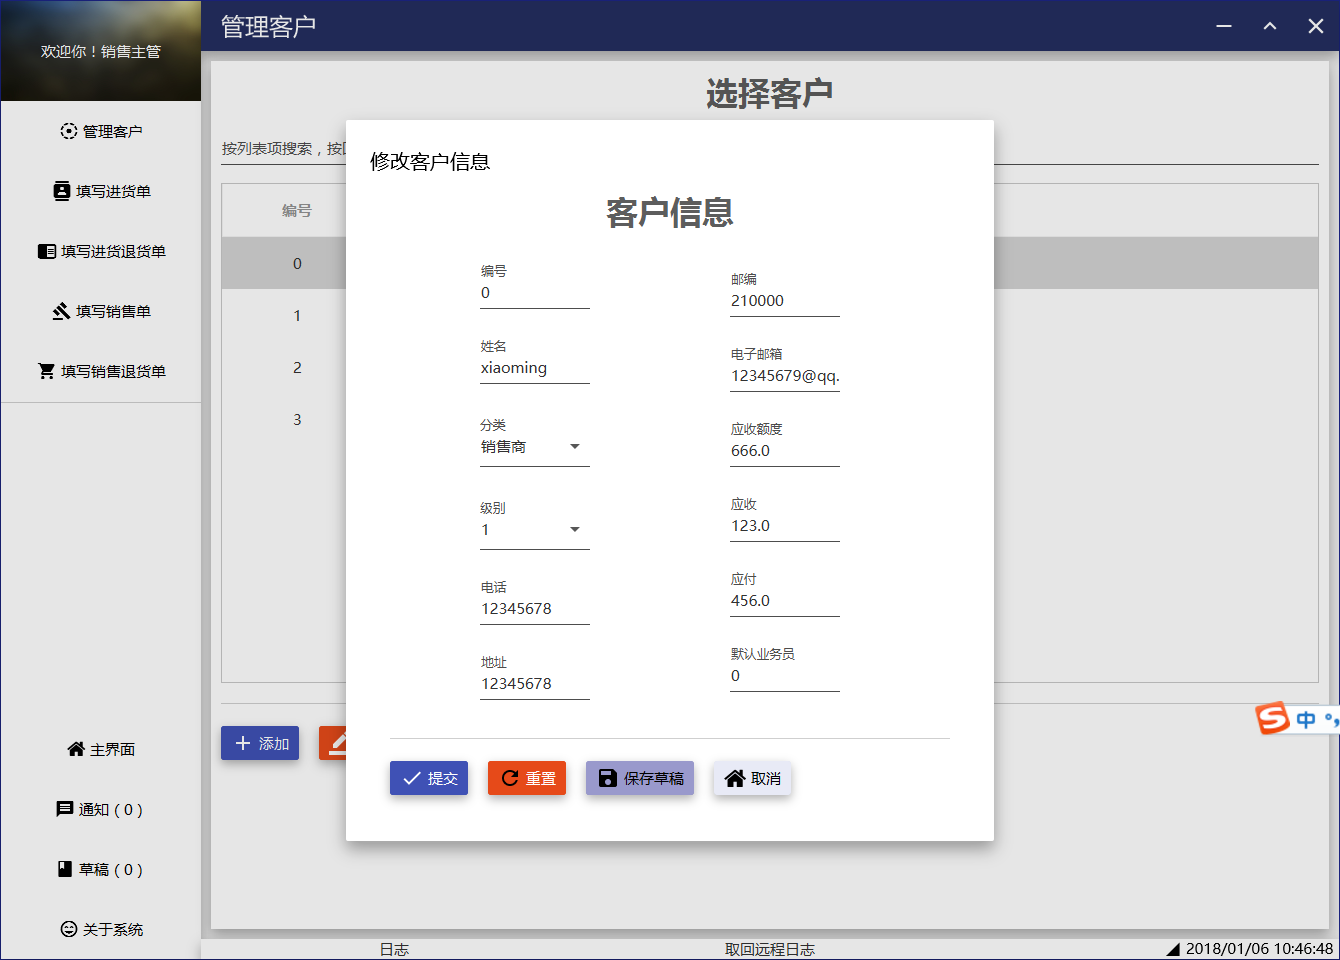 欢迎你！销售主管
管理客户
管理客户
填写进货单
填写进货退货单
填写销售单
填写销售退货单
主界面
通知（0）
草稿（0）
关于系统
选择客户
按列表项搜索，按
编号
0
1
2
3
添加
修改客户信息
客户信息
编号
0
姓名
xiaoming
分类
销售商
级别
1
电话
12345678
地址
12345678
邮编
210000
电子邮箱
12345679@qq.
应收额度
666.0
应收
123.0
应付
456.0
默认业务员
0
提交
重置
保存草稿
取消
S中°,
日志
取回远程日志
2018/01/06 10:46:48